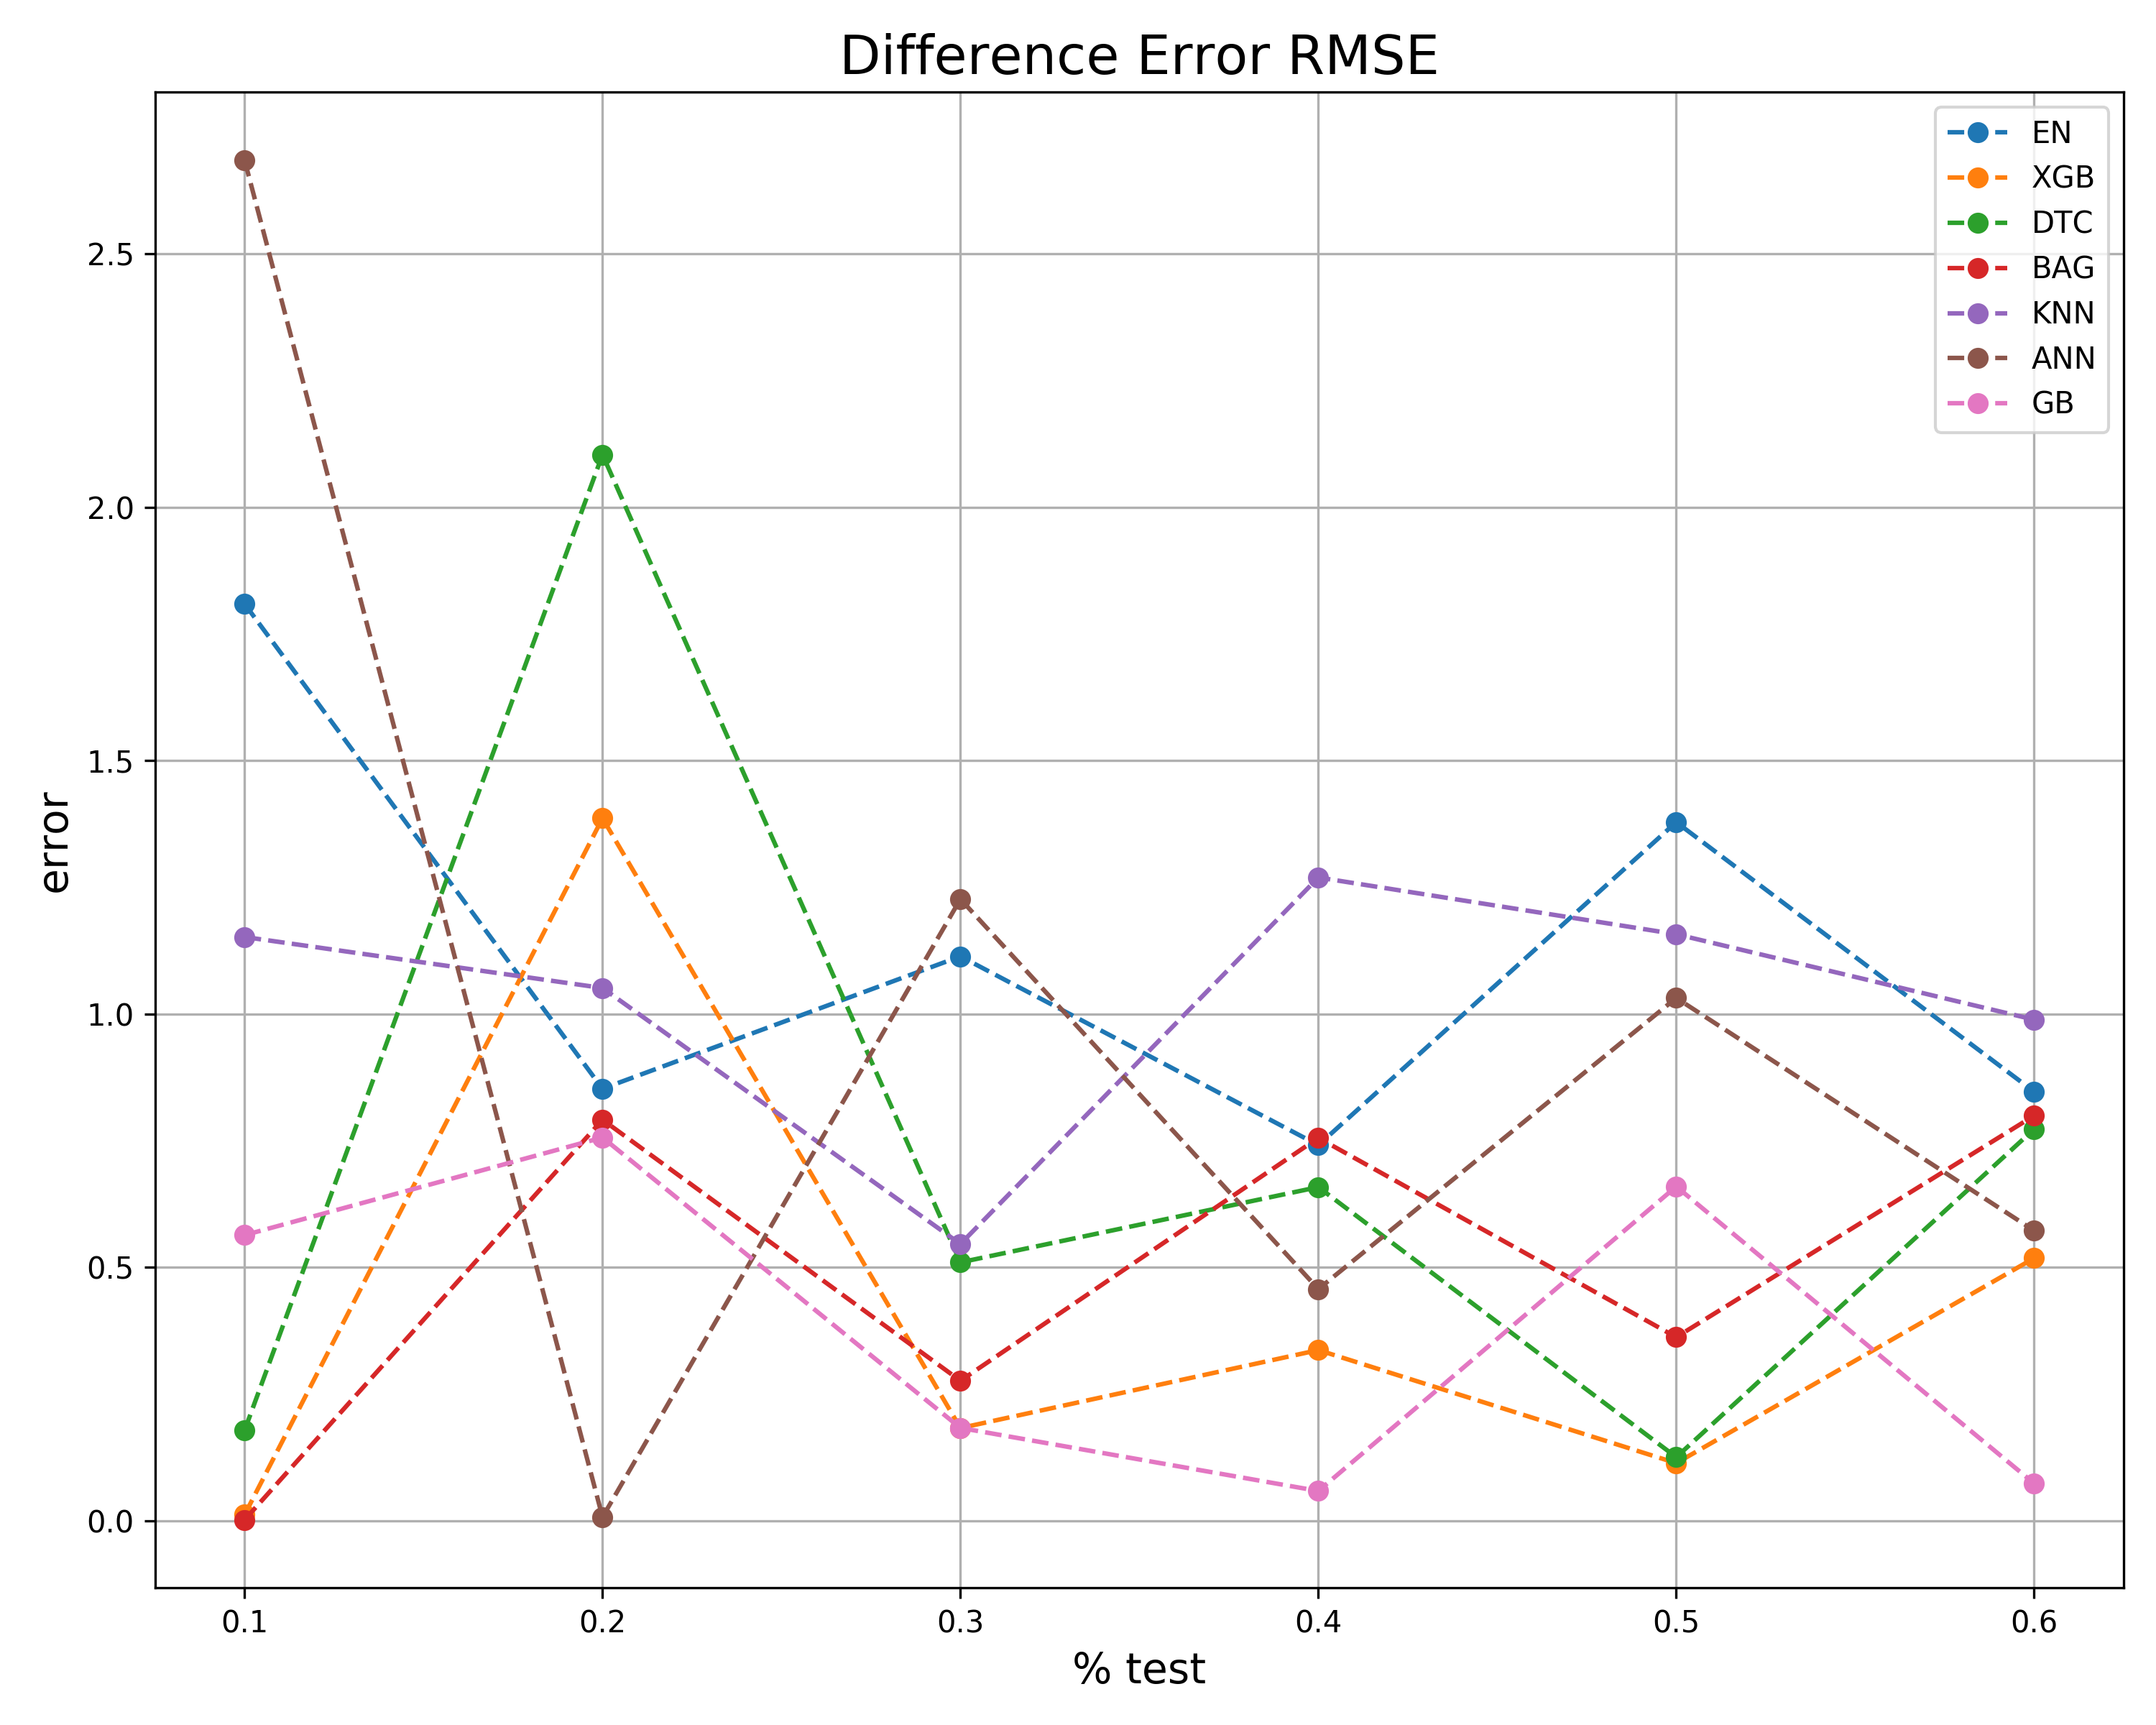 Difference Error RMSE
EN
XGB
DTC
BAG
KNN
ANN
GB
2.5
2.0
1.5
1.0
0.5
0.0
error
0.1 0.2 0.3 0.4 0.5 0.6
% test